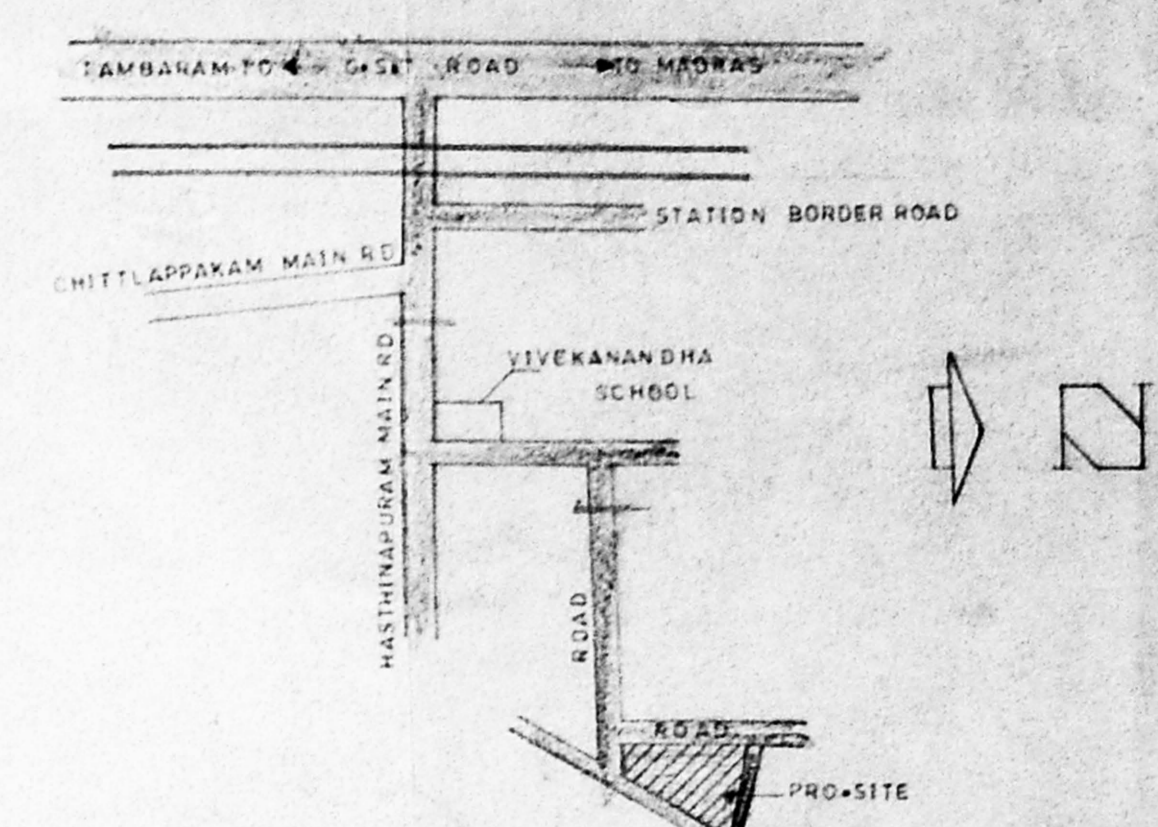 TAMBARAM TO G.S.T ROAD TO MADRAS
STATION BORDER ROAD
CHITTLAPPAKAM MAIN RD
HASTHINAPURAM MAIN RD
VIVEKANANDHA
SCHOOL
N
ROAD
ROAD
PRO.SITE